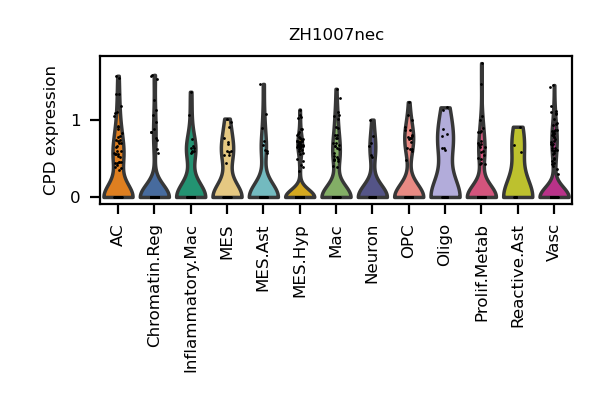 ZH1007nec
CPD expression
1
0
AC
Chromatin.Reg
Inflammatory.Mac
MES
MES.Ast
MES.Hyp
Mac
Neuron
OPC
Oligo
Prolif.Metab
Reactive.Ast
Vasc